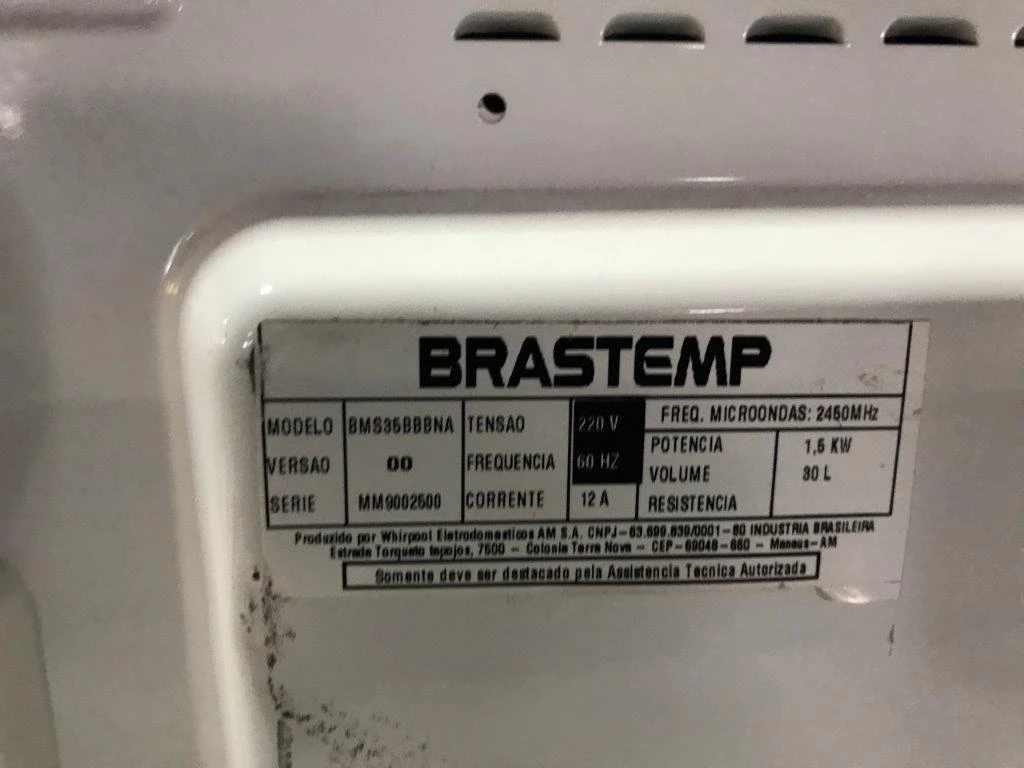 BRASTEMP
MODELO BMS35BBBNA TENSAO 220 V FREQ. MICROONDAS: 2450MHz
VERSAO 00 FREQUENCIA 60 HZ POTENCIA 1,5 KW
VOLUME 30 L
SERIE MM9002500 CORRENTE 12 A RESISTENCIA
Produzido por Whirpool Eletrodomesticos AM S.A. CNPJ-63.699.839/0001-80 INDUSTRIA BRASILEIRA
Estrada Torquato tapajos, 7500 - Colonia Terra Nova - CEP-69048-660 - Manaus-AM
Somente deve ser destacado pela Assistencia Tecnica Autorizada